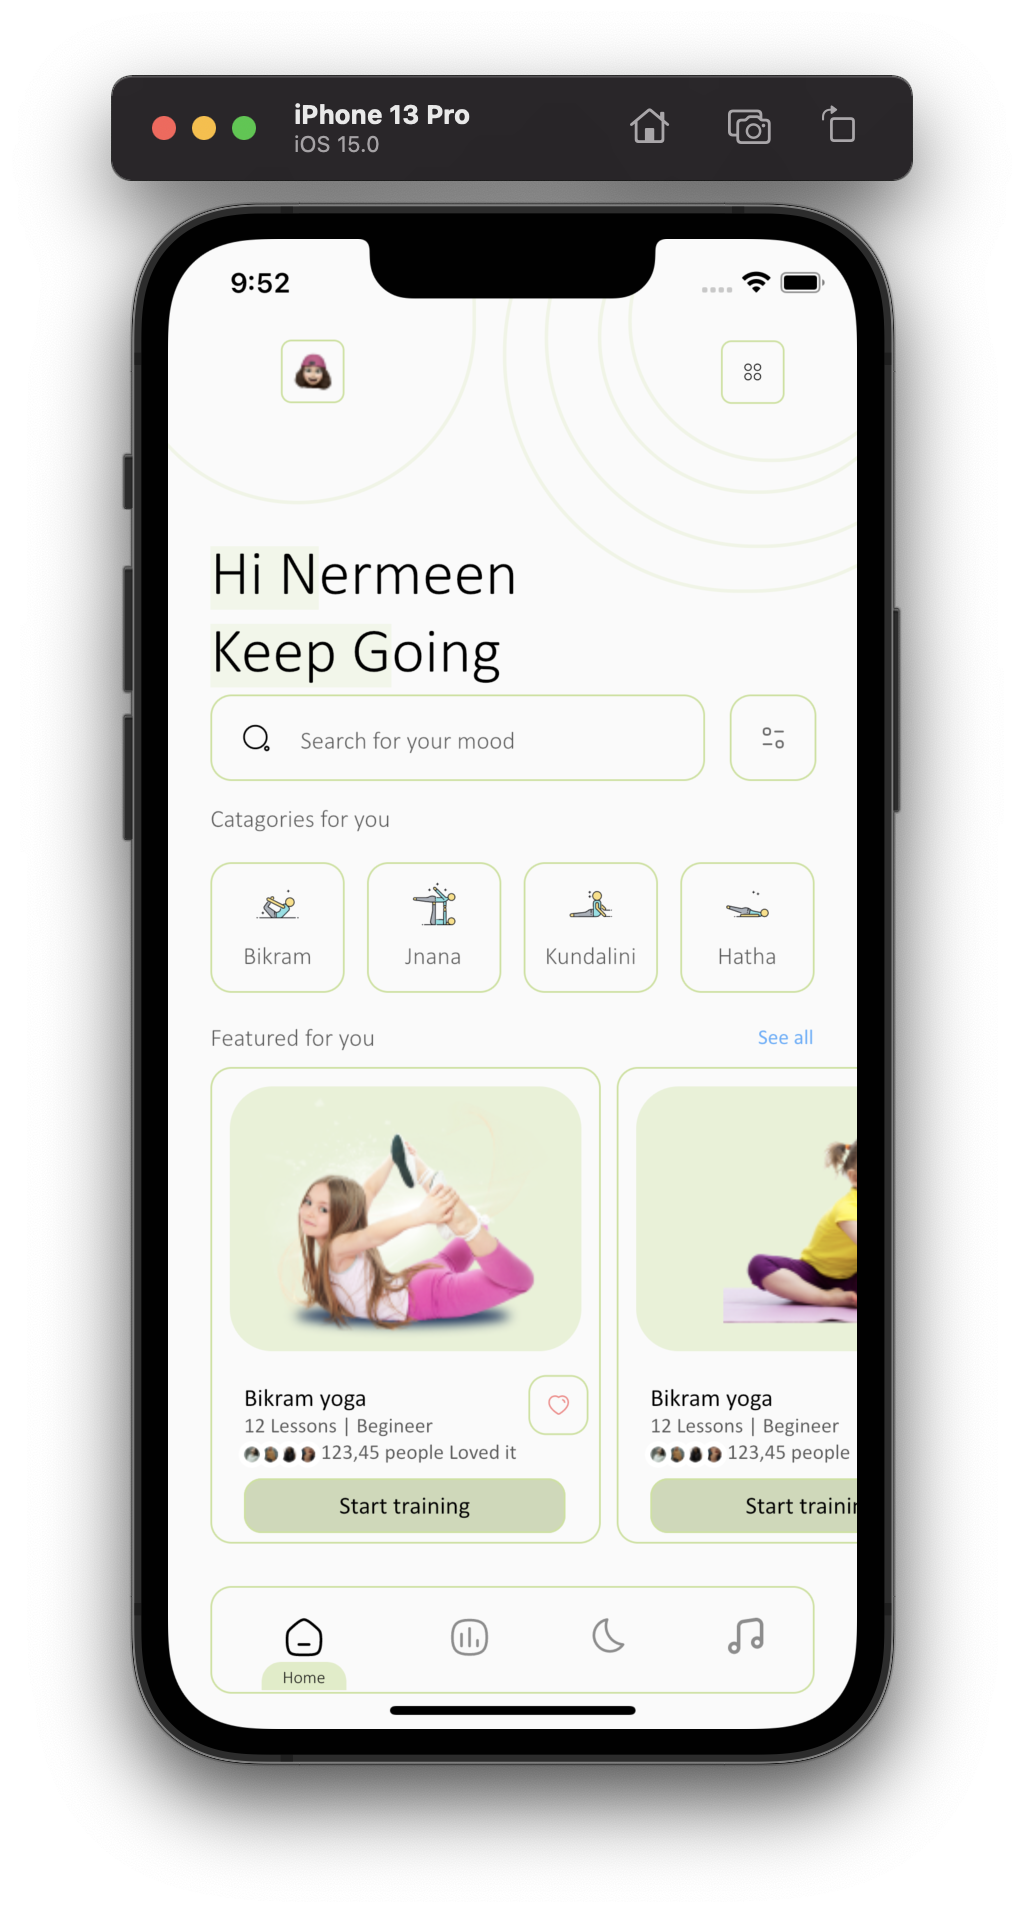 iPhone 13 Pro
iOS 15.0
9:52
Hi Nermeen
Keep Going
Search for your mood
Catagories for you
Bikram
Jnana
Kundalini
Hatha
Featured for you
See all
Bikram yoga
12 Lessons | Begineer
123,45 people Loved it
Start training
Bikram yoga
12 Lessons | Begineer
123,45 people
Start trainin
Home